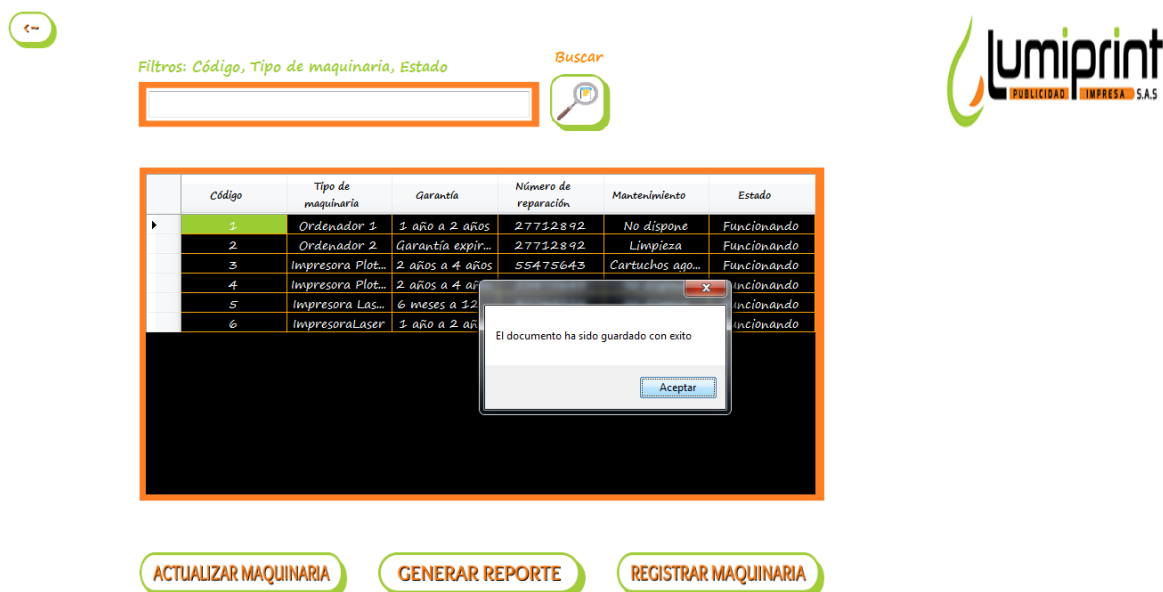 lumiprint
PUBLICIDAD IMPRESA S.A.S
Buscar
Filtros: Código, Tipo de maquinaria, Estado
Código Tipo de maquinaria Garantía Número de reparación Mantenimiento Estado
1 Ordenador 1 1 año a 2 años 27712892 No dispone Funcionando
2 Ordenador 2 Garantía expir... 27712892 Limpieza Funcionando
3 Impresora Plot... 2 años a 4 años 55475643 Cartuchos ago... Funcionando
4 Impresora Plot... 2 años a 4 añ uncionando
5 Impresora Las... 6 meses a 12 uncionando
6 ImpresoraLaser 1 año a 2 añ uncionando
El documento ha sido guardado con exito
Aceptar
ACTUALIZAR MAQUINARIA
GENERAR REPORTE
REGISTRAR MAQUINARIA